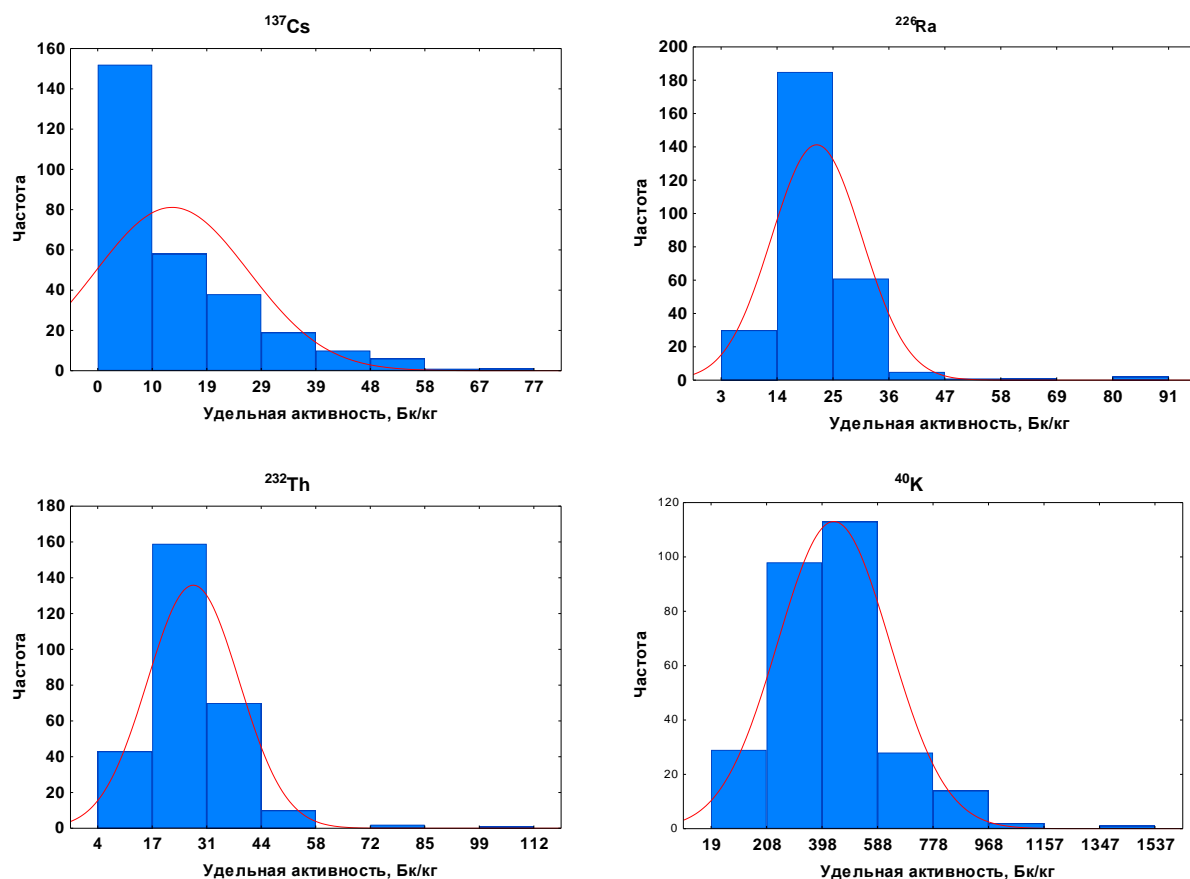 ¹³⁷Cs
160
140
120
100
80
60
40
20
0
Частота
0 10 19 29 39 48 58 67 77
Удельная активность, Бк/кг
²²⁶Ra
200
180
160
140
120
100
80
60
40
20
0
Частота
3 14 25 36 47 58 69 80 91
Удельная активность, Бк/кг
²³²Th
180
160
140
120
100
80
60
40
20
0
Частота
4 17 31 44 58 72 85 99 112
Удельная активность, Бк/кг
⁴⁰K
120
100
80
60
40
20
0
Частота
19 208 398 588 778 968 1157 1347 1537
Удельная активность, Бк/кг